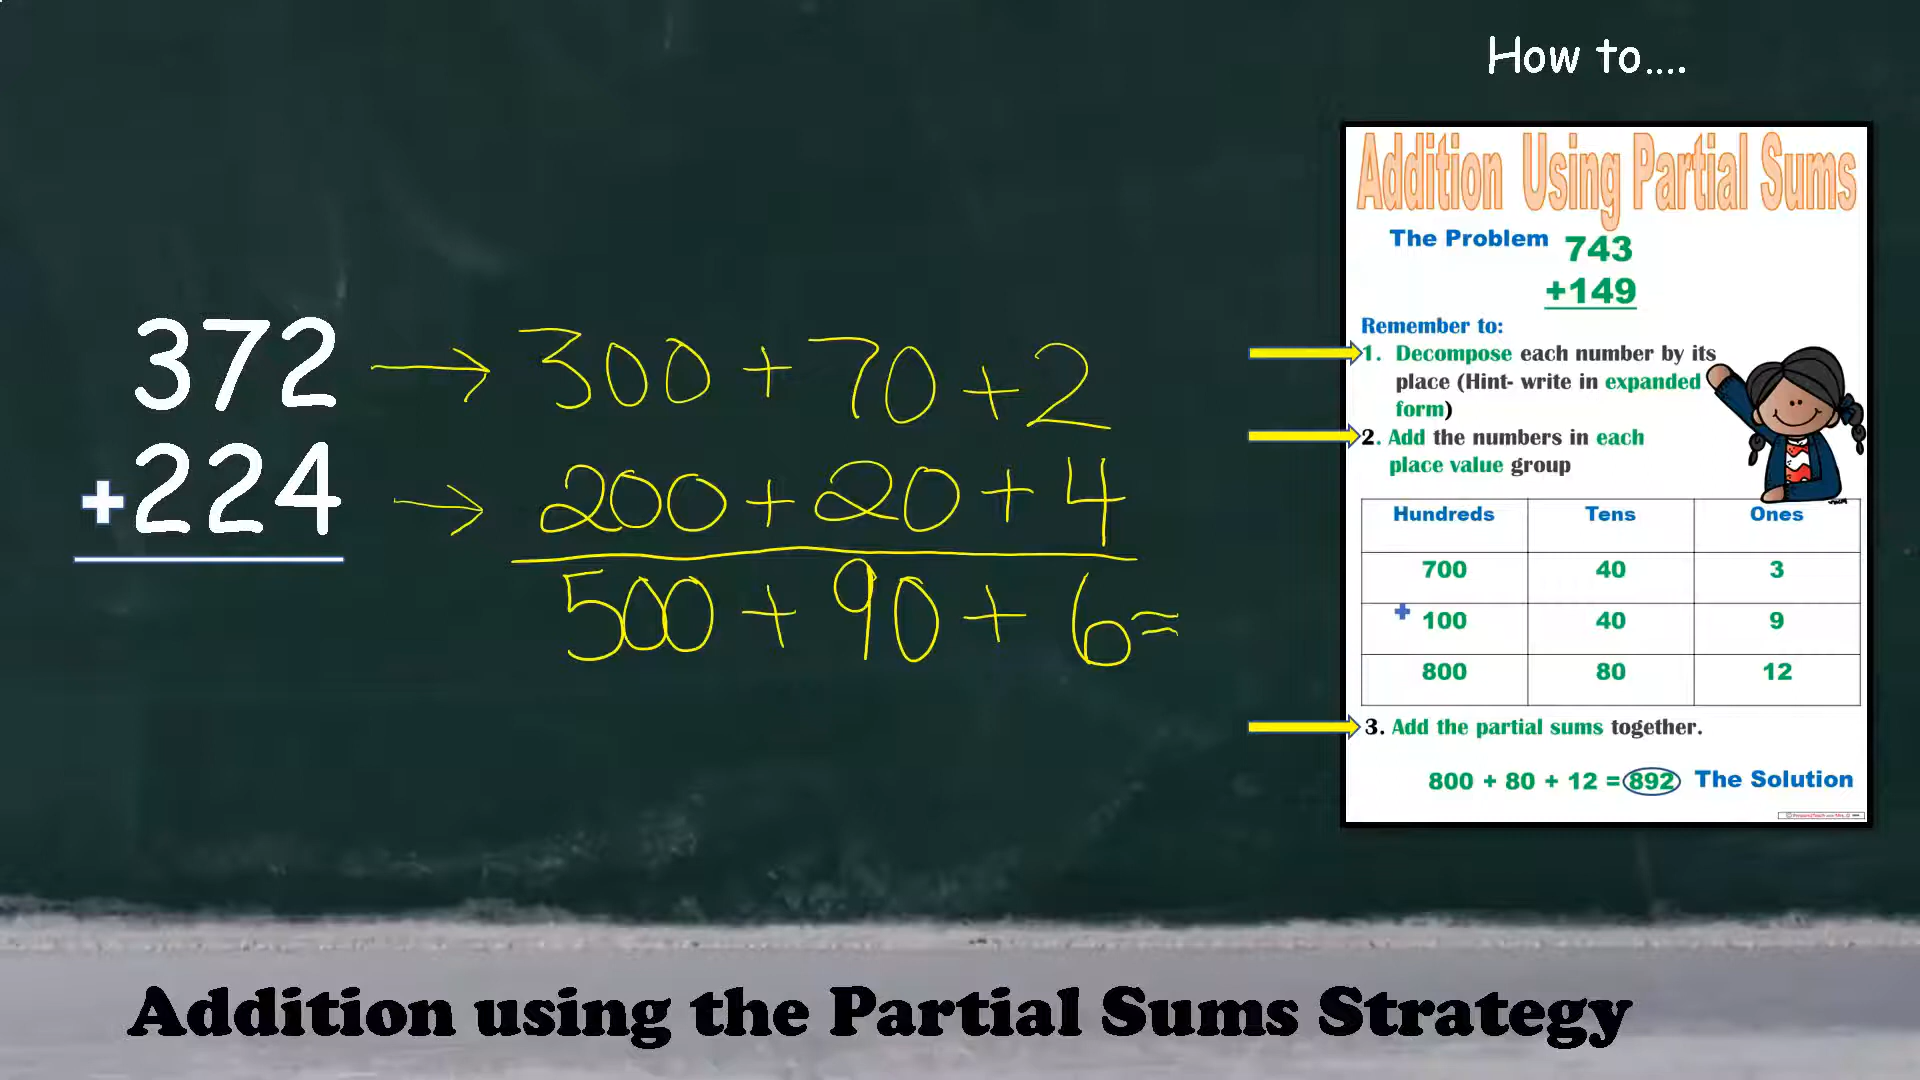 How to....
372 → 300 + 70 + 2
+224 → 200 + 20 + 4
500 + 90 + 6 =
Addition Using Partial Sums
The Problem 743
+149
Remember to:
1. Decompose each number by its
place (Hint- write in expanded
form)
2. Add the numbers in each
place value group
Hundreds Tens Ones
700 40 3
+ 100 40 9
800 80 12
3. Add the partial sums together.
800 + 80 + 12 = 892 The Solution
Addition using the Partial Sums Strategy